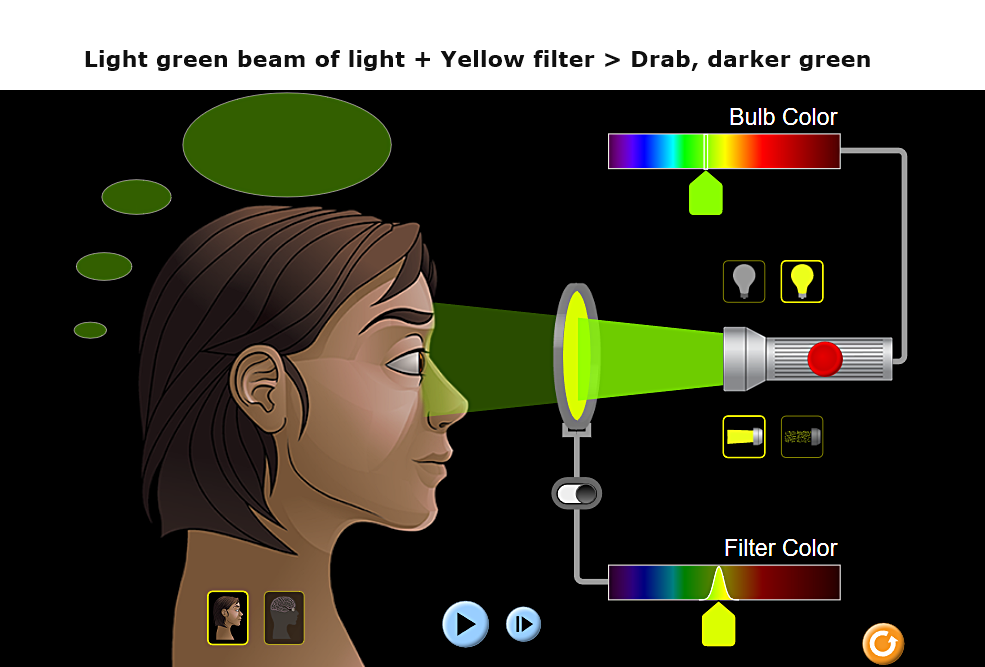 Light green beam of light + Yellow filter > Drab, darker green
Bulb Color
Filter Color